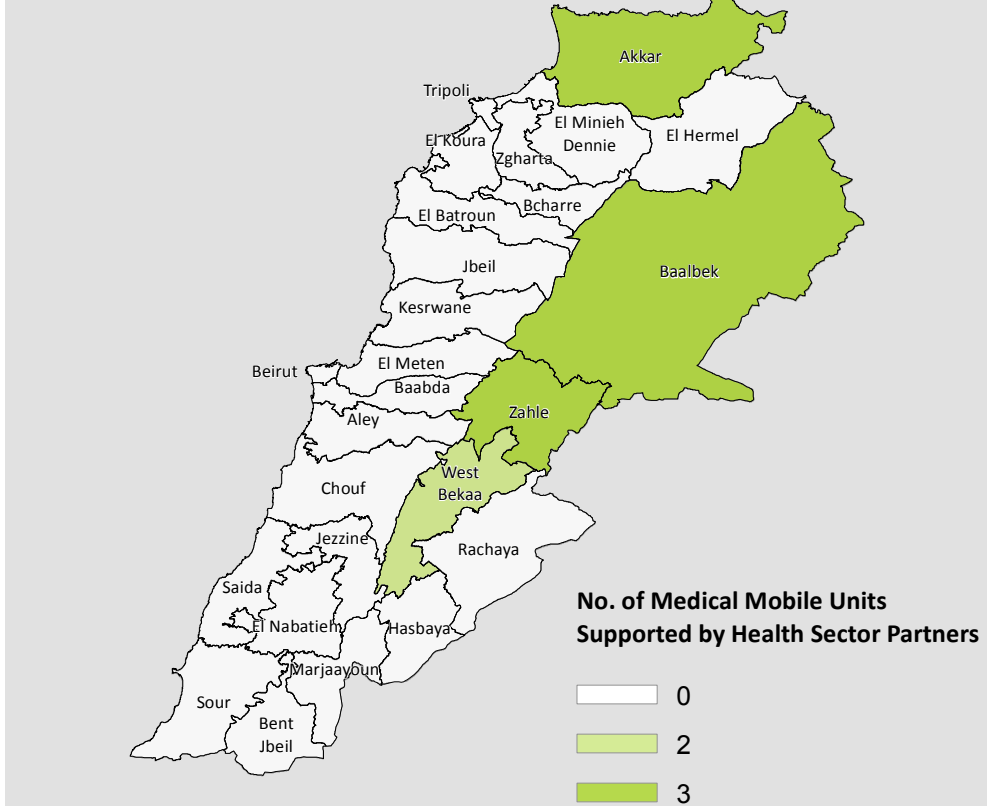 Akkar
Tripoli
El Minieh
Dennie
El Hermel
El Koura
Zgharta
Bcharre
El Batroun
Jbeil
Baalbek
Kesrwane
El Meten
Beirut
Baabda
Zahle
Aley
West
Bekaa
Chouf
Jezzine
Rachaya
Saida
El Nabatieh
Hasbaya
Marjaayoun
Sour
Bent
Jbeil
No. of Medical Mobile Units
Supported by Health Sector Partners
0
2
3